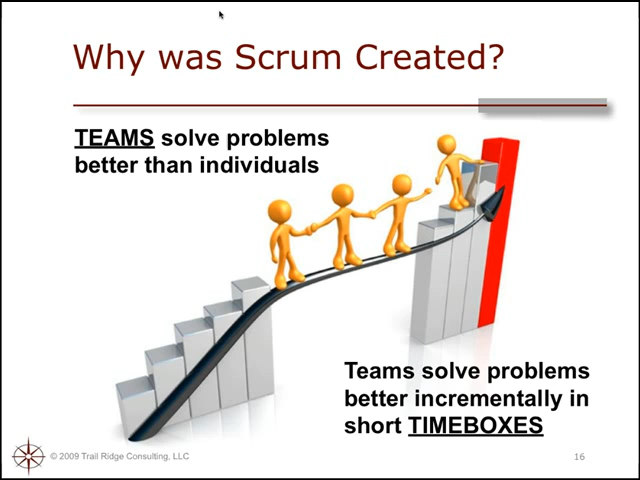 Why was Scrum Created?
TEAMS solve problems
better than individuals
Teams solve problems
better incrementally in
short TIMEBOXES
© 2009 Trail Ridge Consulting, LLC
16